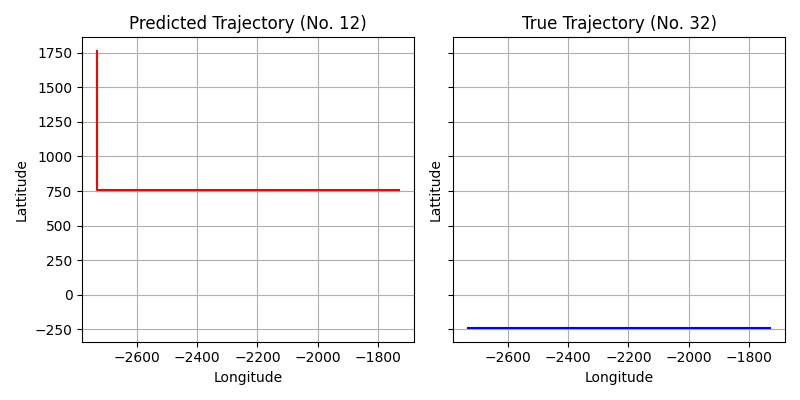 Predicted Trajectory (No. 12)
True Trajectory (No. 32)
Lattitude
1750
1500
1250
1000
750
500
250
0
−250
−2600 −2400 −2200 −2000 −1800
Longitude
Lattitude
−2600 −2400 −2200 −2000 −1800
Longitude